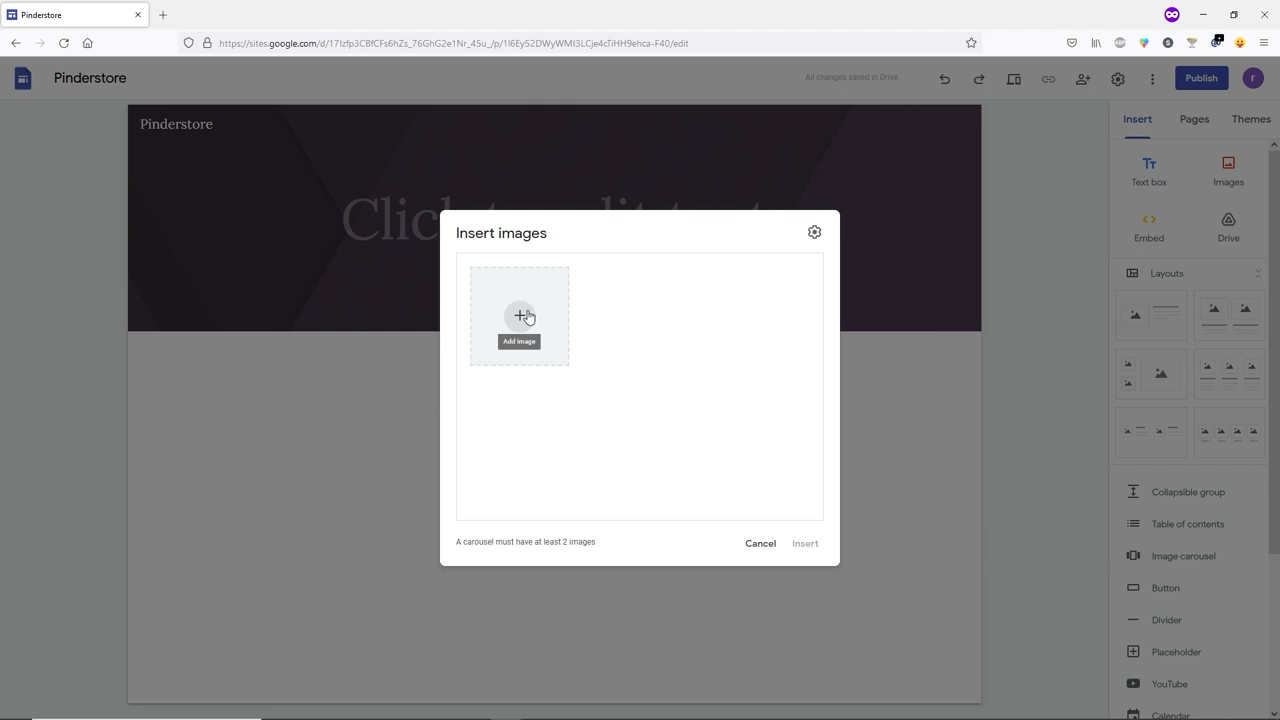 Pinderstore
https://sites.google.com/d/17Izfp3CBfCFs6hZs_76GhG2e1Nr_45u_/p/1I6Ey52DWyWMI3LCje4cTiHH9ehca-F40/edit
Pinderstore
All changes saved in Drive
Publish
r
Pinderstore
Insert
Pages
Themes
Text box
Images
Embed
Drive
Layouts
Insert images
Add image
A carousel must have at least 2 images
Cancel
Insert
Collapsible group
Table of contents
Image carousel
Button
Divider
Placeholder
YouTube
Calendar